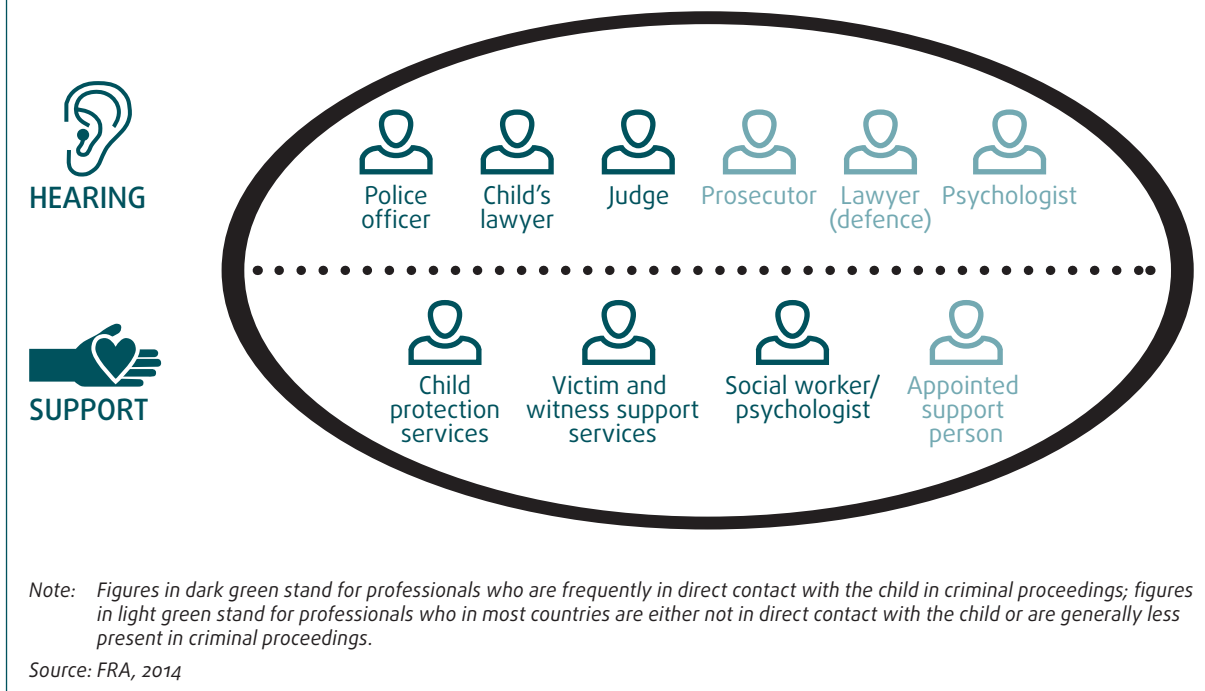 HEARING
Police
officer
Child's
lawyer
Judge
Prosecutor
Lawyer
(defence)
Psychologist
SUPPORT
Child
protection
services
Victim and
witness support
services
Social worker/
psychologist
Appointed
support
person
Note: Figures in dark green stand for professionals who are frequently in direct contact with the child in criminal proceedings; figures
in light green stand for professionals who in most countries are either not in direct contact with the child or are generally less
present in criminal proceedings.
Source: FRA, 2014